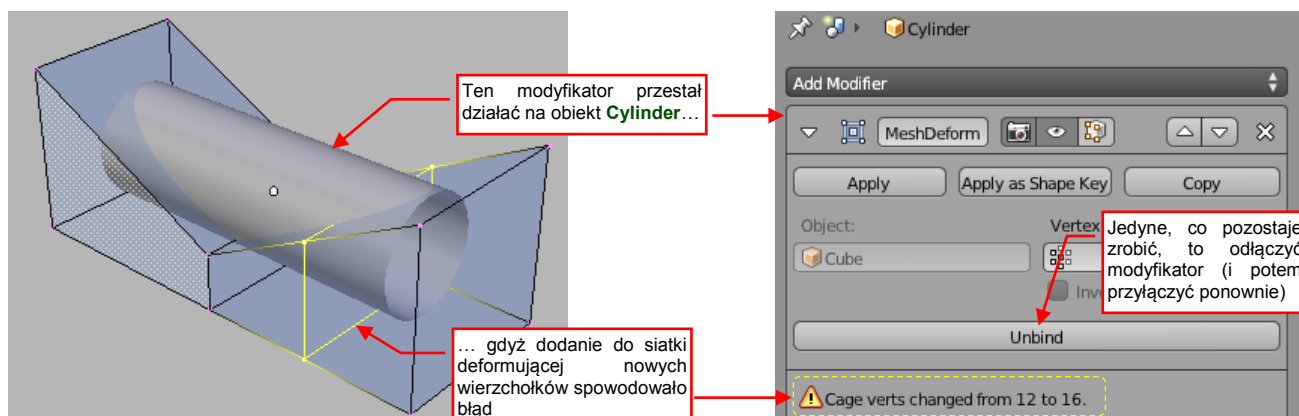 Cylinder
Add Modifier
Ten modyfikator przestał
działać na obiekt Cylinder…
MeshDeform
Apply
Apply as Shape Key
Copy
Object:
Vertex
Cube
Inve
Jedyne, co pozostaje
zrobić, to odłączyć
modyfikator (i potem
przyłączyć ponownie)
Unbind
… gdyż dodanie do siatki
deformującej nowych
wierzchołków spowodowało
błąd
Cage verts changed from 12 to 16.